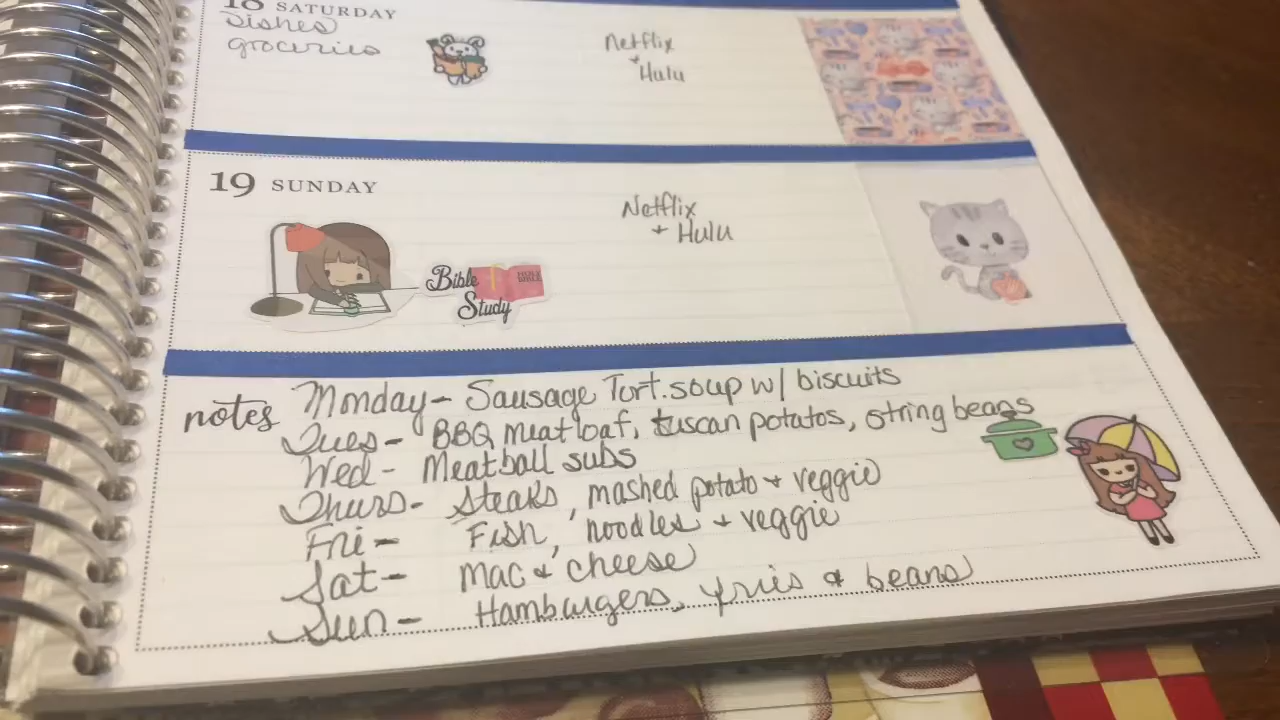 18 SATURDAY
dishes
groceries
Netflix
+
Hulu
19 SUNDAY
Netflix
+ Hulu
Bible
Study
HOLY
BIBLE
notes
Monday- Sausage Tort. soup w/ biscuits
Tues- BBQ meatloaf, tuscan potatos, string beans
Wed - Meatball subs
Thurs- Steaks, mashed potato + veggie
Fri- Fish, noodles + veggie
Sat- Mac & cheese
Sun- Hamburgers, fries & beans